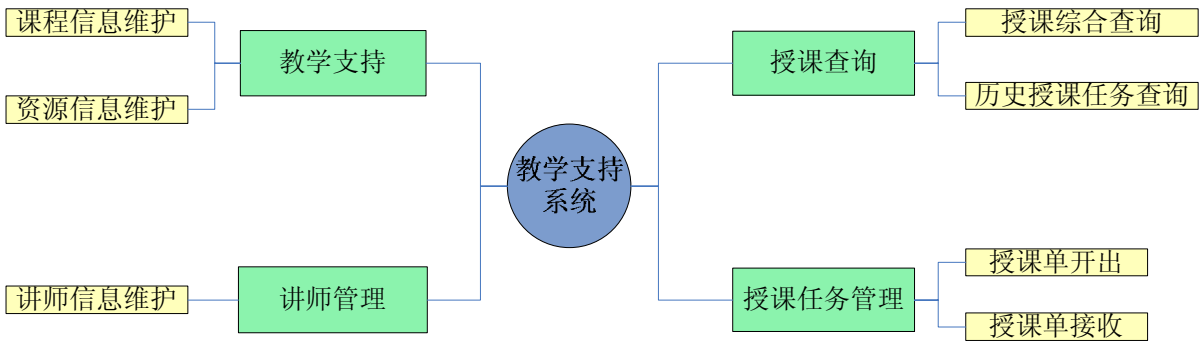 课程信息维护
资源信息维护
教学支持
讲师信息维护
讲师管理
教学支持
系统
授课查询
授课综合查询
历史授课任务查询
授课任务管理
授课单开出
授课单接收